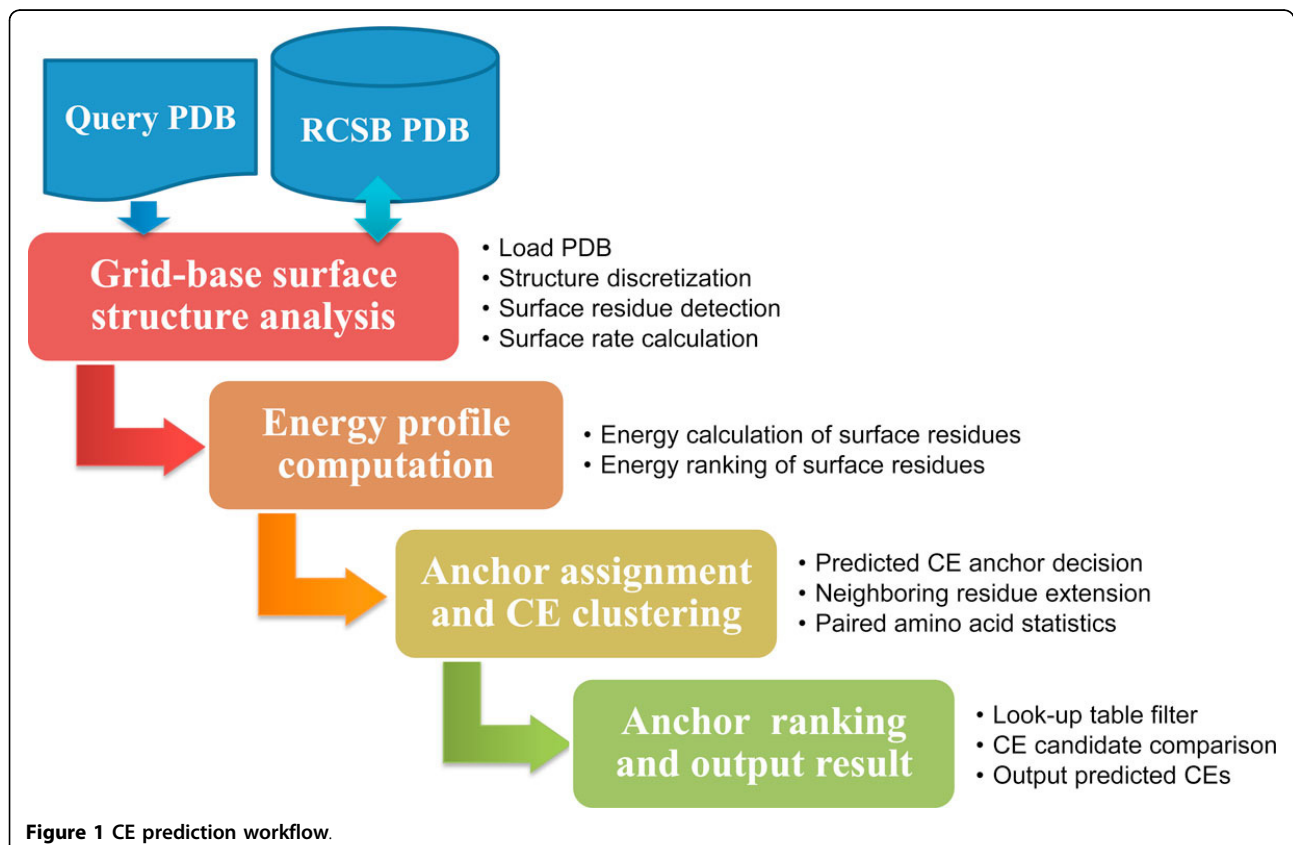 Query PDB
RCSB PDB
Grid-base surface
structure analysis
• Load PDB
• Structure discretization
• Surface residue detection
• Surface rate calculation
Energy profile
computation
• Energy calculation of surface residues
• Energy ranking of surface residues
Anchor assignment
and CE clustering
• Predicted CE anchor decision
• Neighboring residue extension
• Paired amino acid statistics
Anchor ranking
and output result
• Look-up table filter
• CE candidate comparison
• Output predicted CEs
Figure 1 CE prediction workflow.